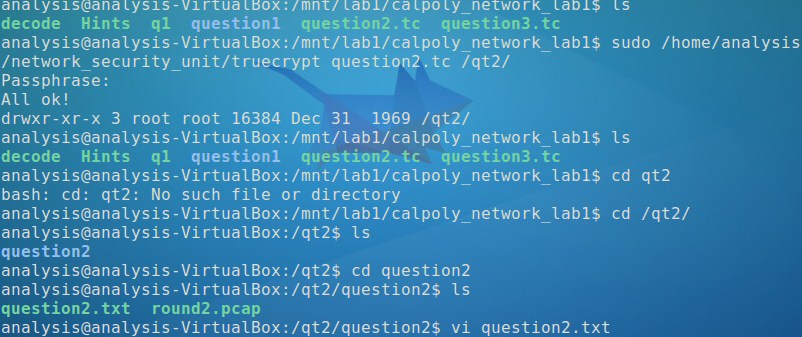 analysis@analysis-VirtualBox:/mnt/lab1/calpoly_network_lab1$ ls
decode  Hints  q1  question1  question2.tc  question3.tc
analysis@analysis-VirtualBox:/mnt/lab1/calpoly_network_lab1$ sudo /home/analysis
/network_security_unit/truecrypt question2.tc /qt2/
Passphrase:
All ok!
drwxr-xr-x 3 root root 16384 Dec 31  1969 /qt2/
analysis@analysis-VirtualBox:/mnt/lab1/calpoly_network_lab1$ ls
decode  Hints  q1  question1  question2.tc  question3.tc
analysis@analysis-VirtualBox:/mnt/lab1/calpoly_network_lab1$ cd qt2
bash: cd: qt2: No such file or directory
analysis@analysis-VirtualBox:/mnt/lab1/calpoly_network_lab1$ cd /qt2/
analysis@analysis-VirtualBox:/qt2$ ls
question2
analysis@analysis-VirtualBox:/qt2$ cd question2
analysis@analysis-VirtualBox:/qt2/question2$ ls
question2.txt  round2.pcap
analysis@analysis-VirtualBox:/qt2/question2$ vi question2.txt